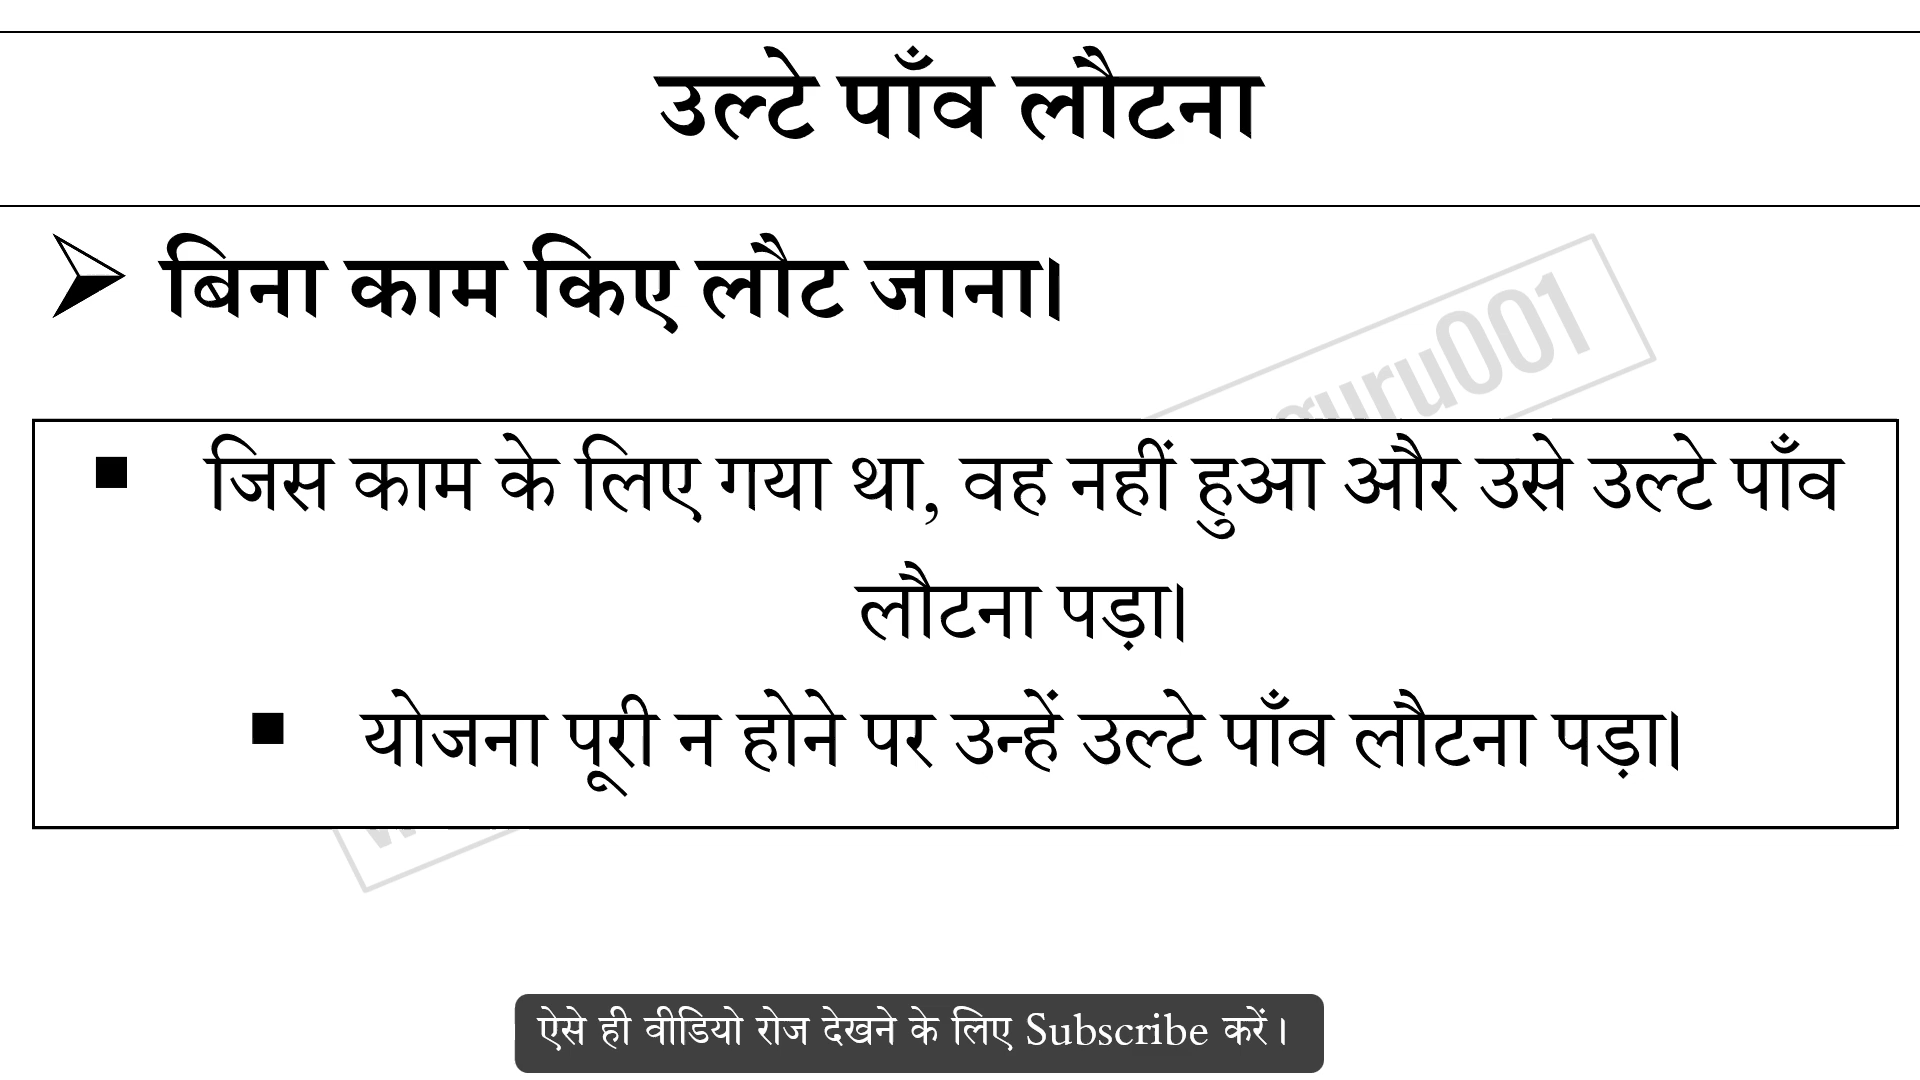 उल्टे पाँव लौटना
बिना काम किए लौट जाना।
guru001
जिस काम के लिए गया था, वह नहीं हुआ और उसे उल्टे पाँव
लौटना पड़ा।
योजना पूरी न होने पर उन्हें उल्टे पाँव लौटना पड़ा।
ऐसे ही वीडियो रोज देखने के लिए Subscribe करें।